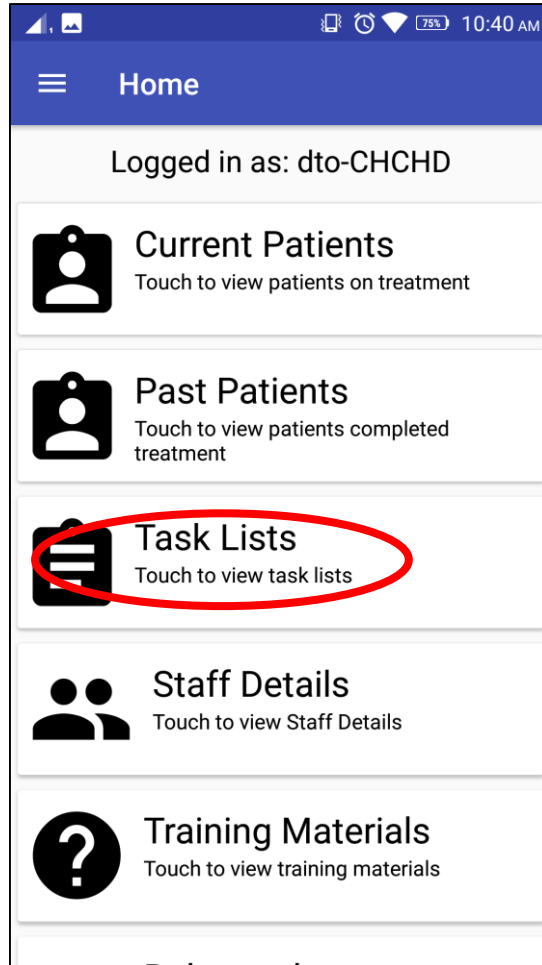 75% 10:40 AM
Home
Logged in as: dto-CHCHD
Current Patients
Touch to view patients on treatment
Past Patients
Touch to view patients completed
treatment
Task Lists
Touch to view task lists
Staff Details
Touch to view Staff Details
? Training Materials
Touch to view training materials